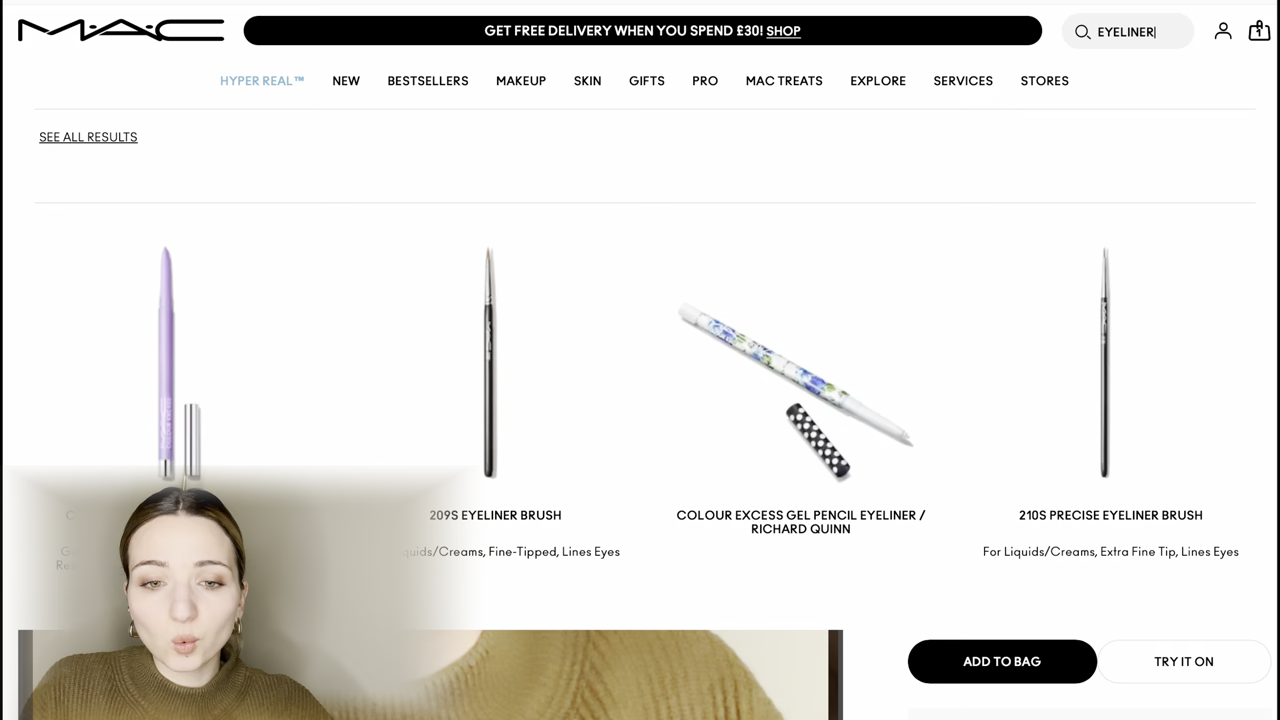 MAC
GET FREE DELIVERY WHEN YOU SPEND £30! SHOP
EYELINER
1
HYPER REAL™ NEW BESTSELLERS MAKEUP SKIN GIFTS PRO MAC TREATS EXPLORE SERVICES STORES
SEE ALL RESULTS
209S EYELINER BRUSH
COLOUR EXCESS GEL PENCIL EYELINER /
RICHARD QUINN
210S PRECISE EYELINER BRUSH
Fine-Tipped, Lines Eyes
For Liquids/Creams, Extra Fine Tip, Lines Eyes
ADD TO BAG
TRY IT ON